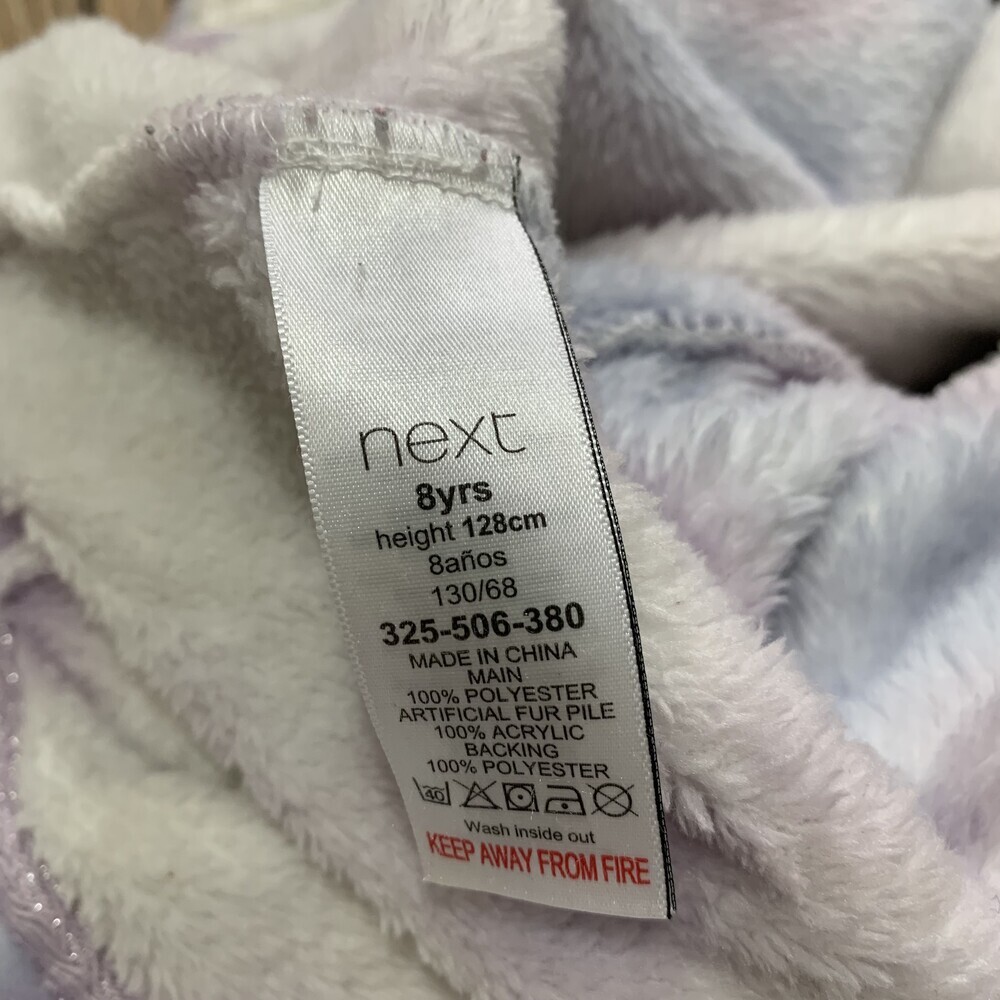 next
8yrs
height 128cm
8años
130/68
325-506-380
MADE IN CHINA
MAIN
100% POLYESTER
ARTIFICIAL FUR PILE
100% ACRYLIC
BACKING
100% POLYESTER
40
Wash inside out
KEEP AWAY FROM FIRE